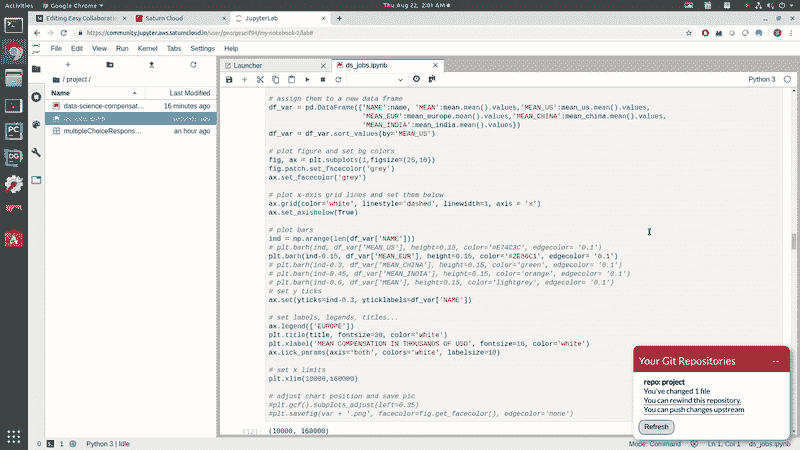 Activities
Google Chrome
Thu Aug 22, 2:01 AM
Editing Easy Collaborati
Saturn Cloud
JupyterLab
https://community.jupyter.aws.saturncloud.io/user/georgeseif94/my-notebook-2/lab#
File Edit View Run Kernel Tabs Settings Help
/ project /
Name
Last Modified
data-science-compensat...
16 minutes ago
multipleChoiceRespons...
an hour ago
Launcher
ds_jobs.ipynb
Python 3
# assign them to a new data frame
df_var = pd.DataFrame({'NAME':name, 'MEAN':mean.mean().values,'MEAN_US':mean_us.mean().values,
'MEAN_EUR':mean_europe.mean().values,'MEAN_CHINA':mean_china.mean().values,
'MEAN_INDIA':mean_india.mean().values})
df_var = df_var.sort_values(by='MEAN_US')
# plot figure and set bg colors
fig, ax = plt.subplots(1,figsize=(25,10))
fig.patch.set_facecolor('grey')
ax.set_facecolor('grey')
# plot x-axis grid lines and set them below
ax.grid(color='white', linestyle='dashed', linewidth=1, axis = 'x')
ax.set_axisbelow(True)
# plot bars
ind = np.arange(len(df_var['NAME']))
# plt.barh(ind, df_var['MEAN_US'], height=0.15, color='#E74C3C', edgecolor= '0.1')
plt.barh(ind-0.15, df_var['MEAN_EUR'], height=0.15, color='#2E86C1', edgecolor= '0.1')
# plt.barh(ind-0.3, df_var['MEAN_CHINA'], height=0.15, color='green', edgecolor= '0.1')
# plt.barh(ind-0.45, df_var['MEAN_INDIA'], height=0.15, color='orange', edgecolor= '0.1')
# plt.barh(ind-0.6, df_var['MEAN'], height=0.15, color='lightgrey', edgecolor= '0.1')
# set y ticks
ax.set(yticks=ind-0.3, yticklabels=df_var['NAME'])
# set labels, legends, titles...
ax.legend(['EUROPE'])
plt.title(title, fontsize=30, color='white')
plt.xlabel('MEAN COMPENSATION IN THOUSANDS OF USD', fontsize=18, color='white')
ax.tick_params(axis='both', colors='white', labelsize=18)
# set x limits
plt.xlim(10000,160000)
# adjust chart position and save pic
#plt.gcf().subplots_adjust(left=0.35)
#plt.savefig(var + '.png', facecolor=fig.get_facecolor(), edgecolor='none')
[12]: (10000, 160000)
Your Git Repositories
--
repo: project
You've changed 1 file
You can rewind this repository.
You can push changes upstream
Refresh
0 1 Python 3 | Idle
Mode: Command
Ln 1, Col 1
ds_jobs.ipynb